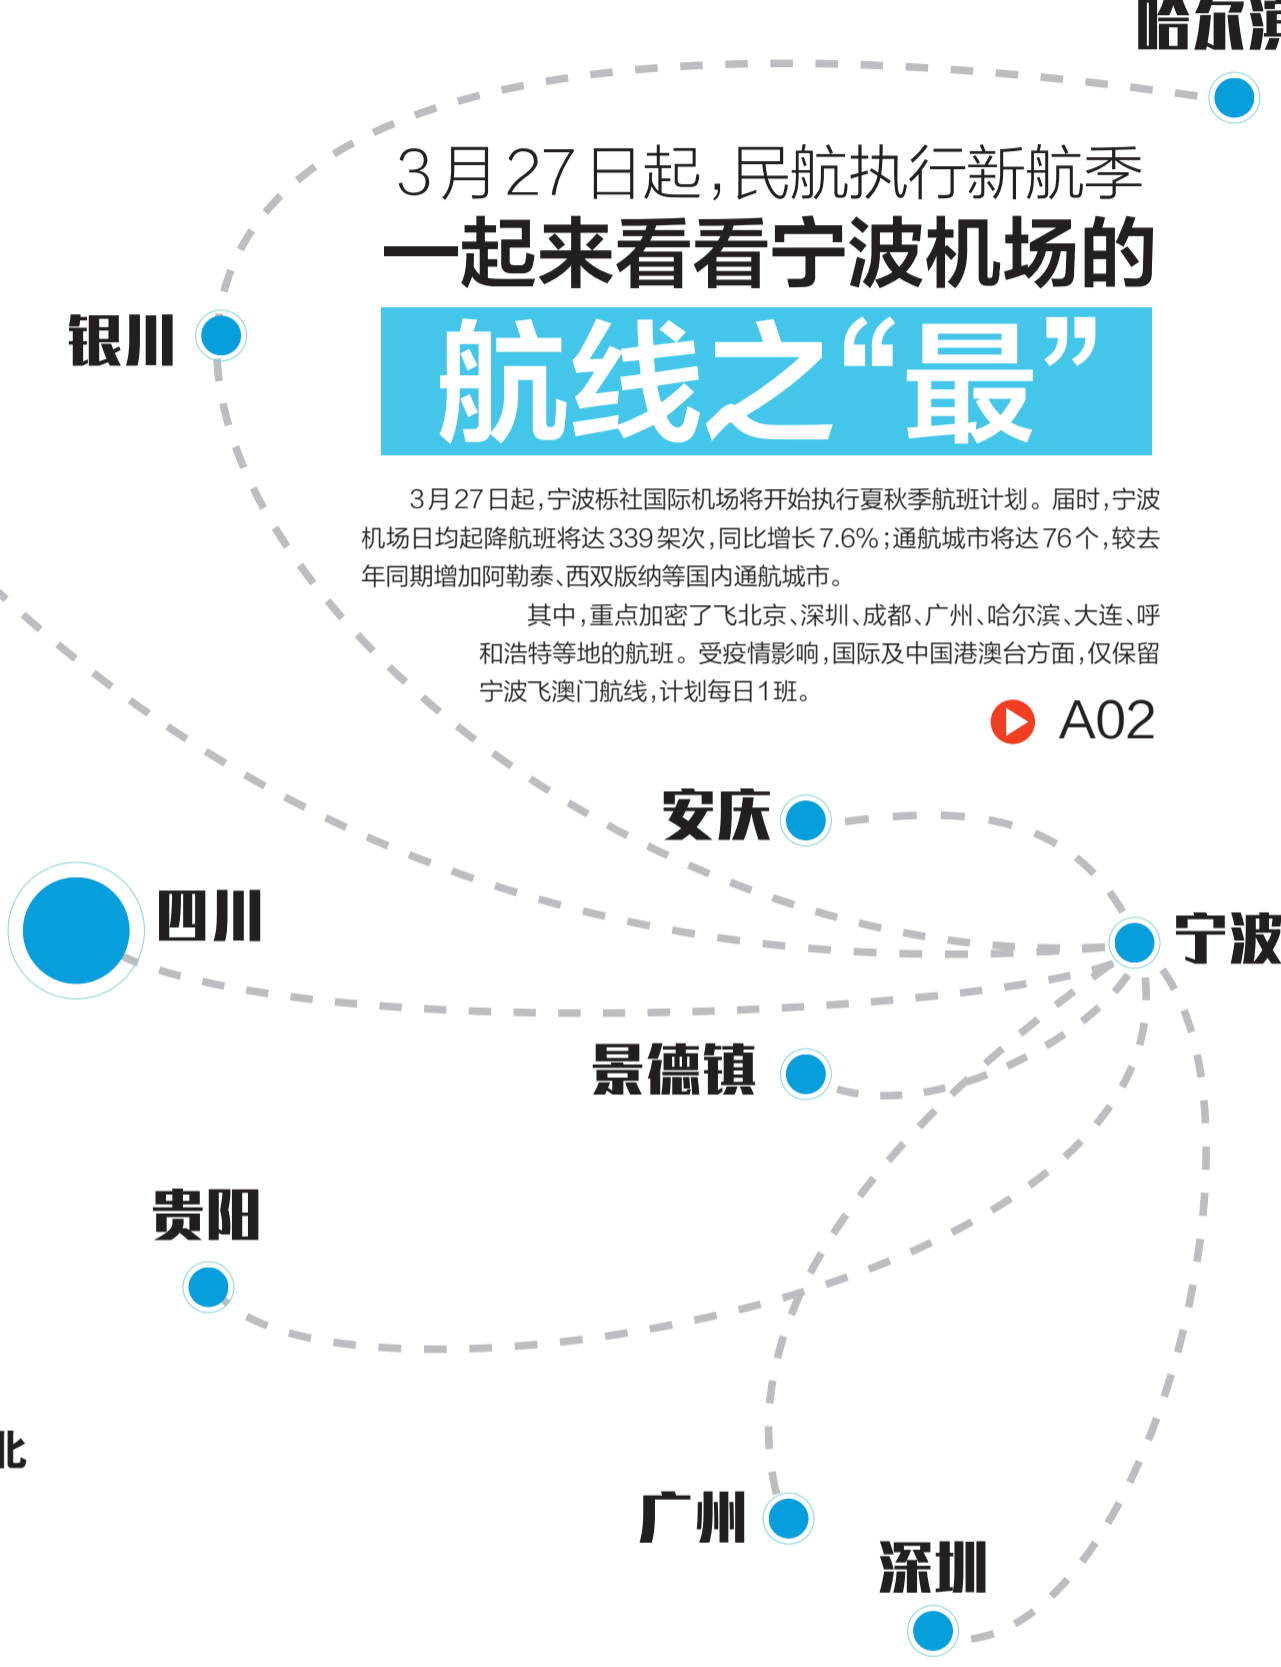 哈尔滨
3月27日起,民航执行新航季
一起来看看宁波机场的
航线之“最”
银川
3月27日起,宁波栎社国际机场将开始执行夏秋季航班计划。届时,宁波
机场日均起降航班将达339架次,同比增长7.6%;通航城市将达76个,较去
年同期增加阿勒泰、西双版纳等国内通航城市。
其中,重点加密了飞北京、深圳、成都、广州、哈尔滨、大连、呼
和浩特等地的航班。受疫情影响,国际及中国港澳台方面,仅保留
宁波飞澳门航线,计划每日1班。
A02
安庆
四川
宁波
景德镇
贵阳
北
广州
深圳